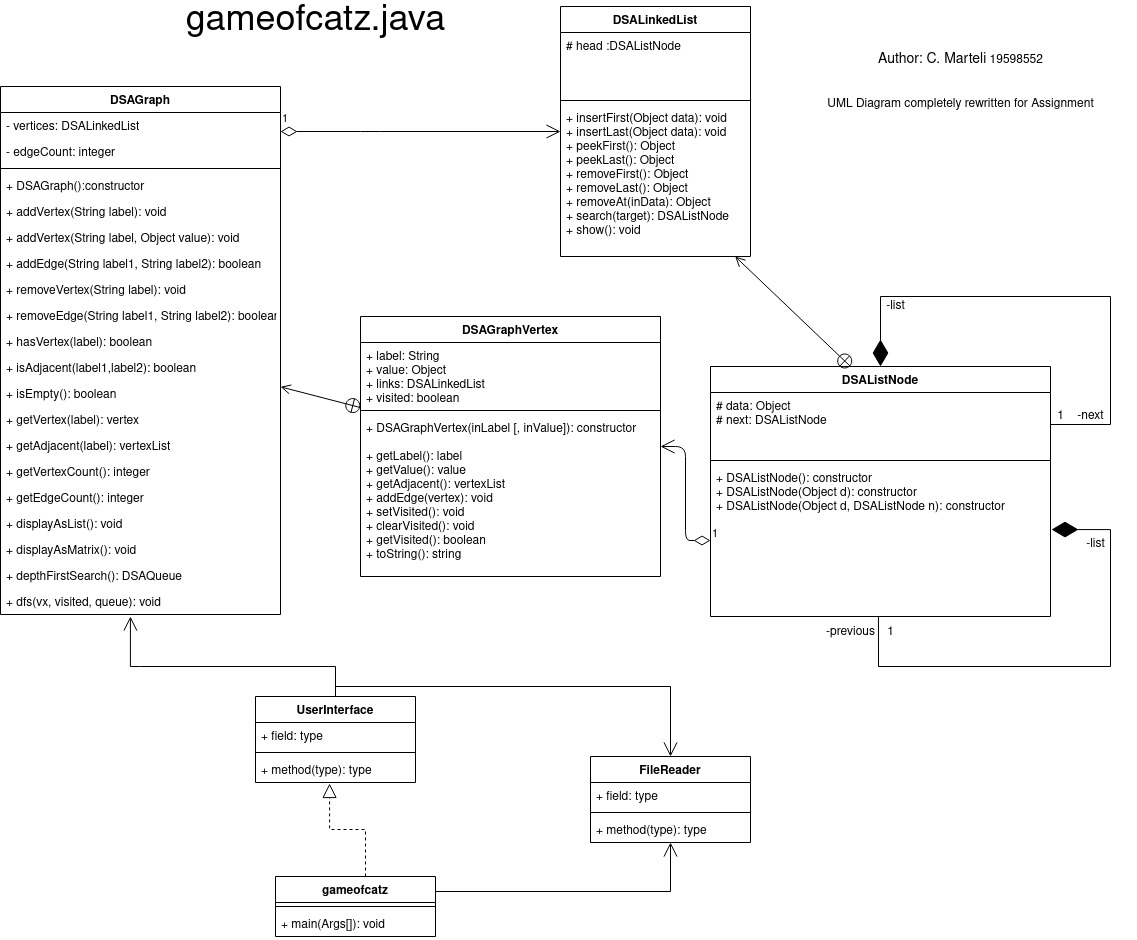 gameofcatz.java
Author: C. Marteli 19598552
UML Diagram completely rewritten for Assignment
DSALinkedList
# head :DSAListNode
+ insertFirst(Object data): void
+ insertLast(Object data): void
+ peekFirst(): Object
+ peekLast(): Object
+ removeFirst(): Object
+ removeLast(): Object
+ removeAt(inData): Object
+ search(target): DSAListNode
+ show(): void
DSAGraph
- vertices: DSALinkedList
- edgeCount: integer
+ DSAGraph():constructor
+ addVertex(String label): void
+ addVertex(String label, Object value): void
+ addEdge(String label1, String label2): boolean
+ removeVertex(String label): void
+ removeEdge(String label1, String label2): boolear
+ hasVertex(label): boolean
+ isAdjacent(label1,label2): boolean
+ isEmpty(): boolean
+ getVertex(label): vertex
+ getAdjacent(label): vertexList
+ getVertexCount(): integer
+ getEdgeCount(): integer
+ displayAsList(): void
+ displayAsMatrix(): void
+ depthFirstSearch(): DSAQueue
+ dfs(vx, visited, queue): void
1
DSAGraphVertex
+ label: String
+ value: Object
+ links: DSALinkedList
+ visited: boolean
+ DSAGraphVertex(inLabel [, inValue]): constructor
+ getLabel(): label
+ getValue(): value
+ getAdjacent(): vertexList
+ addEdge(vertex): void
+ setVisited(): void
+ clearVisited(): void
+ getVisited(): boolean
+ toString(): string
-list
DSAListNode
# data: Object
# next: DSAListNode
+ DSAListNode(): constructor
+ DSAListNode(Object d): constructor
+ DSAListNode(Object d, DSAListNode n): constructor
1 -next
1
-list
-previous 1
UserInterface
+ field: type
+ method(type): type
FileReader
+ field: type
+ method(type): type
gameofcatz
+ main(Args[]): void